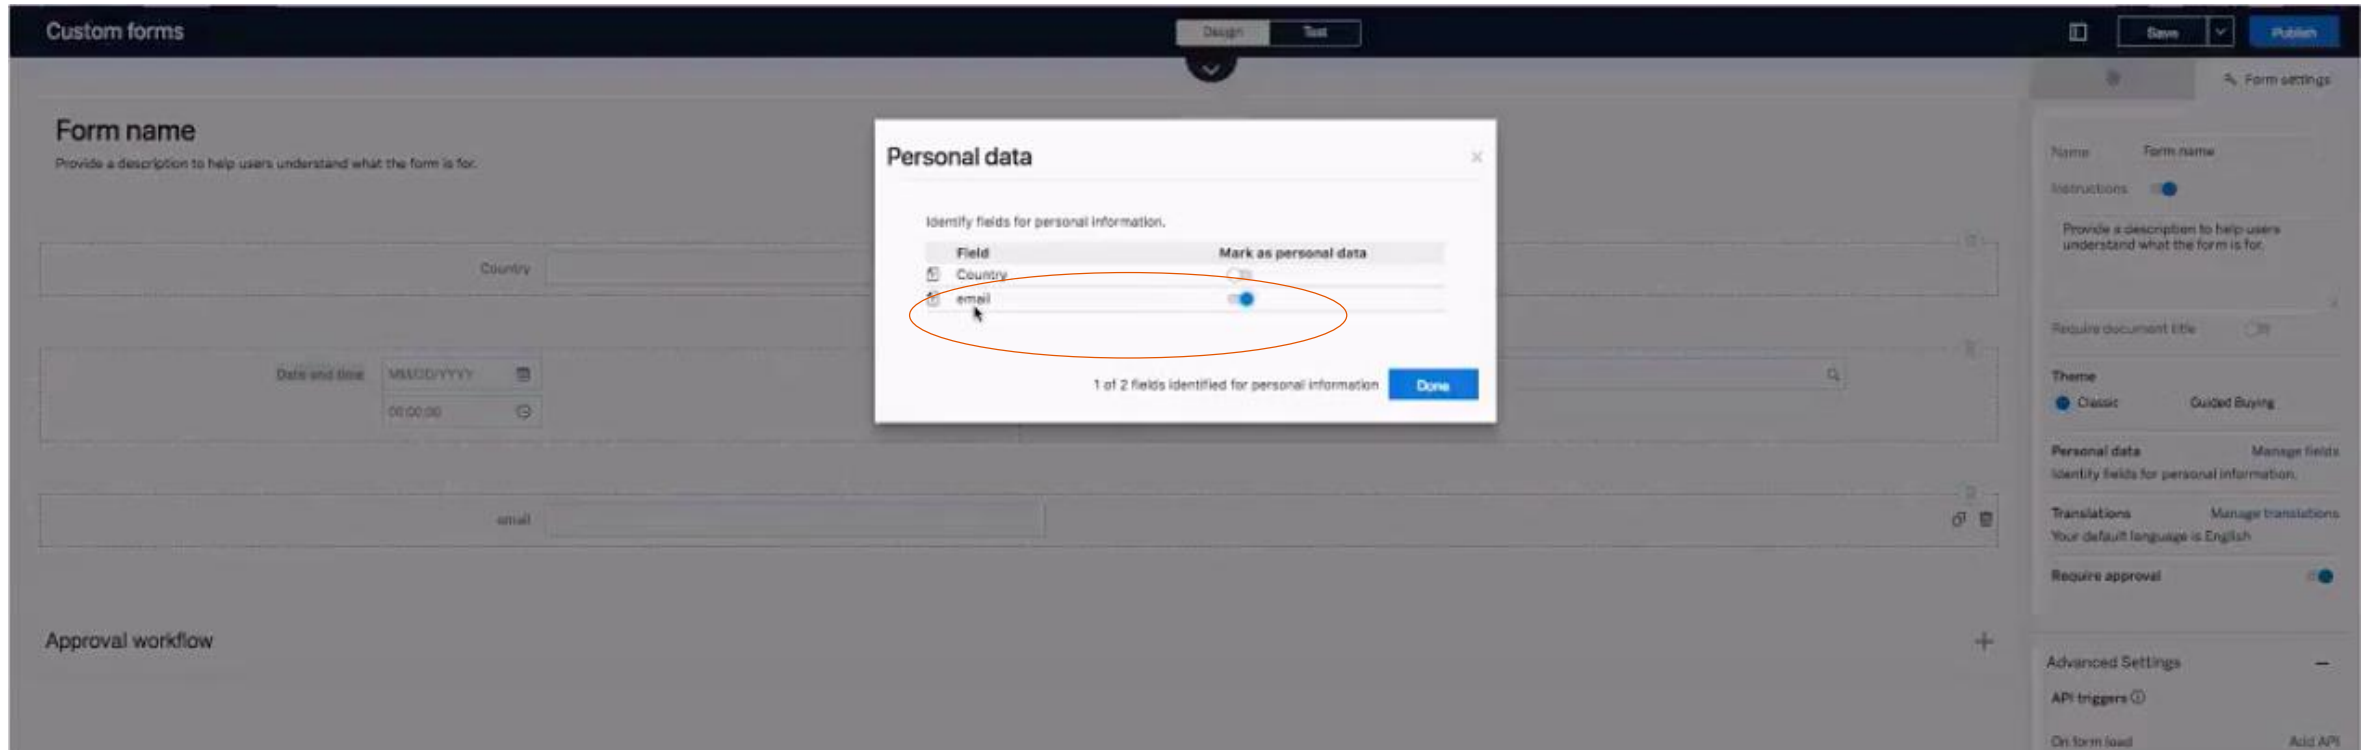 Custom forms
Design
Test
Save
Publish
Form settings
Form name
Provide a description to help users understand what the form is for.
Country
Date and time
MM/DD/YYYY
00:00:00
email
Approval workflow
Personal data
Identify fields for personal information.
Field Mark as personal data
Country
email
1 of 2 fields identified for personal information
Done
Name Form name
Instructions
Provide a description to help users
understand what the form is for.
Require document title
Theme
Classic Guided Buying
Personal data Manage fields
Identify fields for personal information.
Translations Manage translations
Your default language is English
Require approval
Advanced Settings
API triggers
On form load Add API